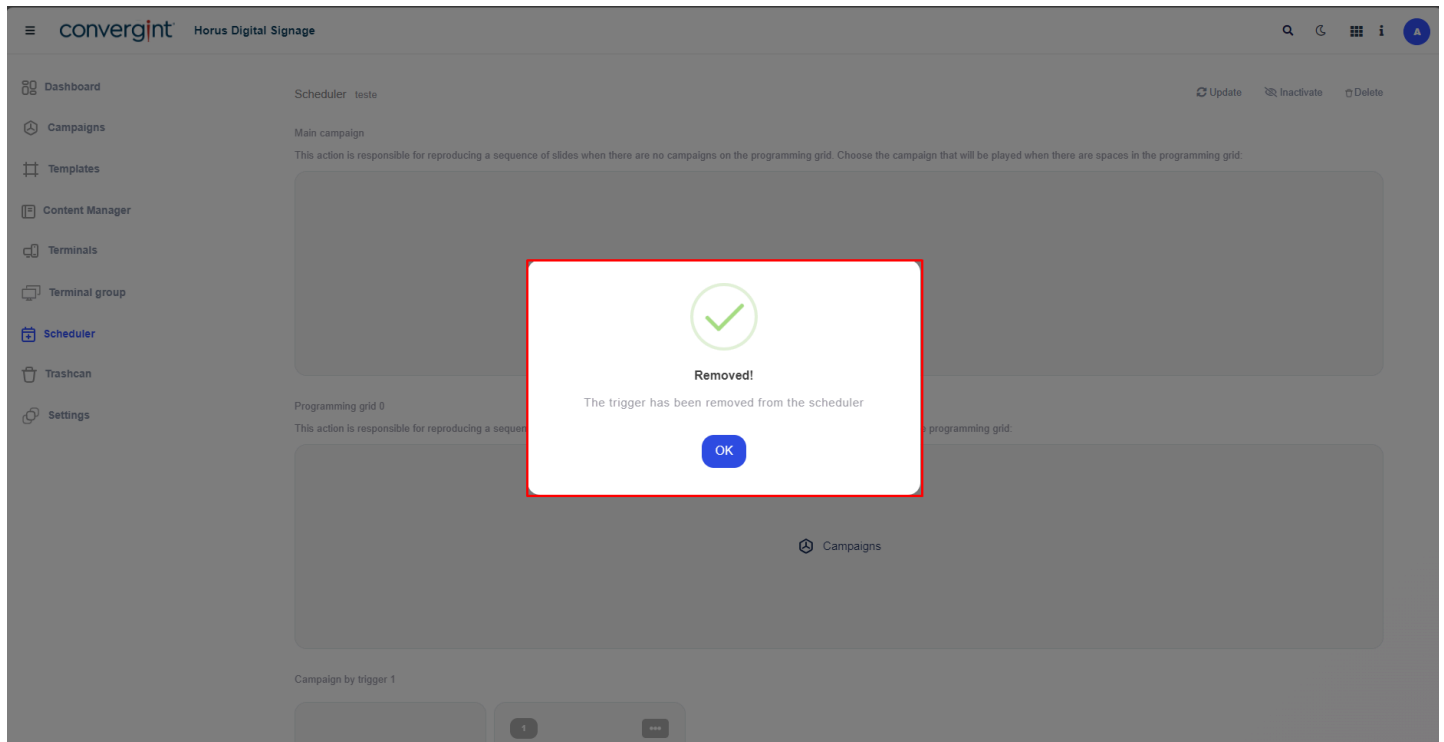 convergint Horus Digital Signage
i A
Dashboard
Campaigns
Templates
Content Manager
Terminals
Terminal group
Scheduler
Trashcan
Settings
Scheduler teste
Update Inactivate Delete
Main campaign
This action is responsible for reproducing a sequence of slides when there are no campaigns on the programming grid. Choose the campaign that will be played when there are spaces in the programming grid:
Removed!
The trigger has been removed from the scheduler
OK
Programming grid 0
This action is responsible for reproducing a sequen
programming grid:
Campaigns
Campaign by trigger 1
1